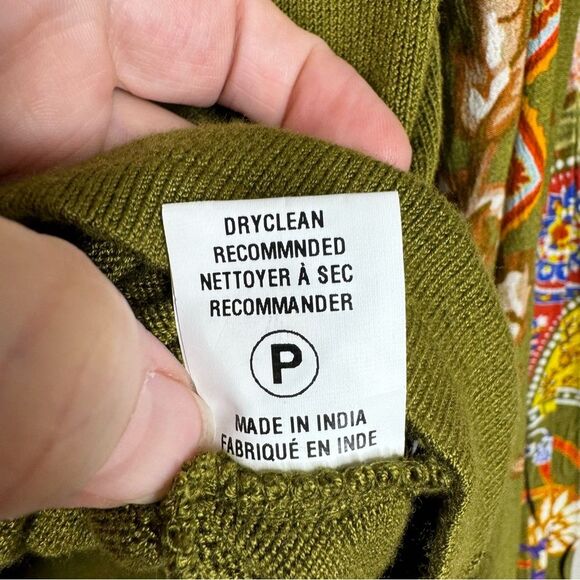 DRYCLEAN
RECOMMNDED
NETTOYER À SEC
RECOMMANDER
P
MADE IN INDIA
FABRIQUÉ EN INDE